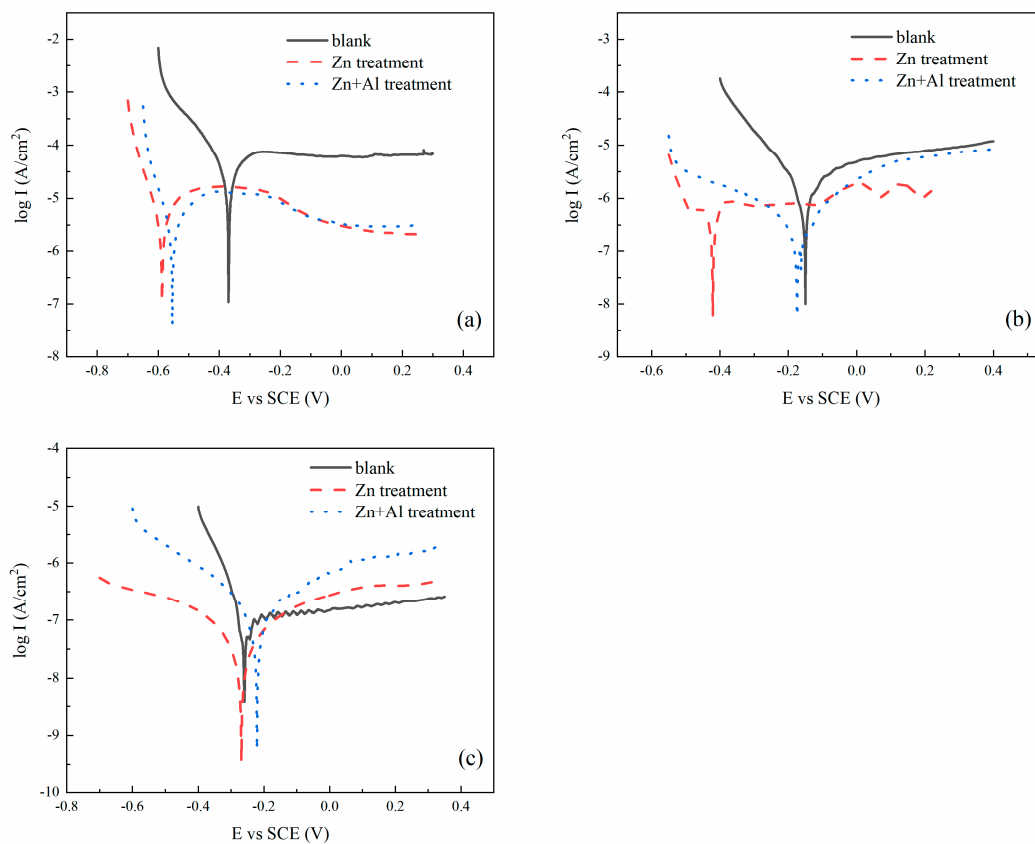 blank
Zn treatment
Zn+Al treatment
-2
-3
-4
-5
-6
-7
-8
log I (A/cm²)
(a)
-0.8
-0.6
-0.4
-0.2
0.0
0.2
0.4
E vs SCE (V)
blank
Zn treatment
Zn+Al treatment
-3
-4
-5
-6
-7
-8
-9
log I (A/cm²)
(b)
-0.6
-0.4
-0.2
0.0
0.2
0.4
E vs SCE (V)
blank
Zn treatment
Zn+Al treatment
-4
-5
-6
-7
-8
-9
-10
log I (A/cm²)
(c)
-0.8
-0.6
-0.4
-0.2
0.0
0.2
0.4
E vs SCE (V)